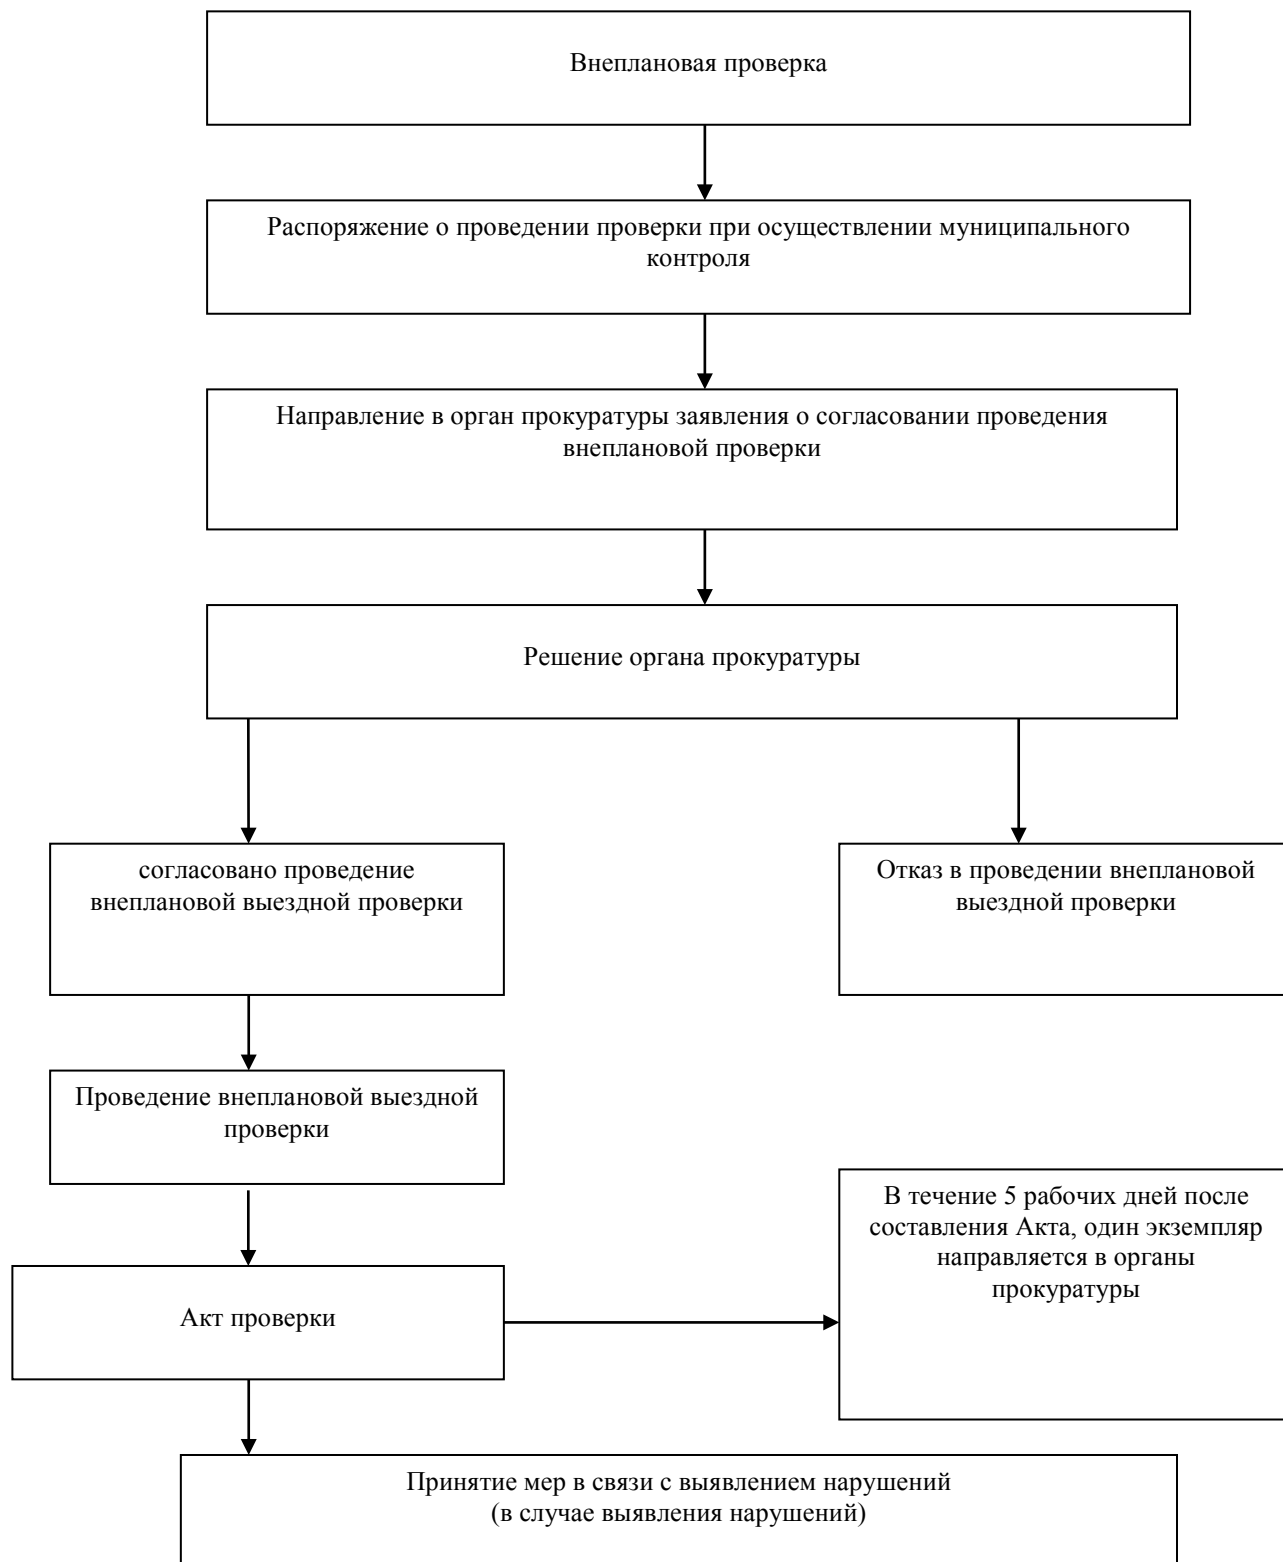 Внеплановая проверка
Распоряжение о проведении проверки при осуществлении муниципального
контроля
Направление в орган прокуратуры заявления о согласовании проведения
внеплановой проверки
Решение органа прокуратуры
согласовано проведение
внеплановой выездной проверки
Отказ в проведении внеплановой
выездной проверки
Проведение внеплановой выездной
проверки
В течение 5 рабочих дней после
составления Акта, один экземпляр
направляется в органы
прокуратуры
Акт проверки
Принятие мер в связи с выявлением нарушений
(в случае выявления нарушений)